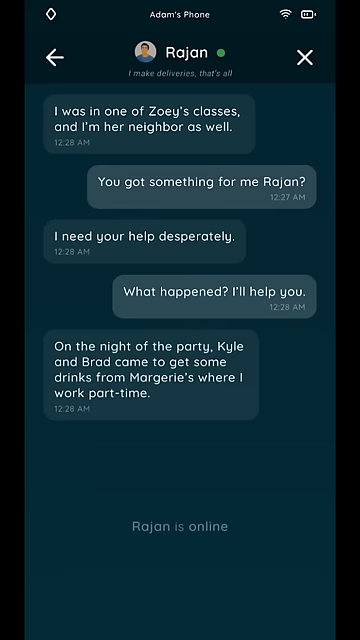 Adam's Phone
Rajan
I make deliveries, that's all
I was in one of Zoey's classes,
and I'm her neighbor as well.
12:28 AM
You got something for me Rajan?
12:27 AM
I need your help desperately.
12:28 AM
What happened? I'll help you.
12:28 AM
On the night of the party, Kyle
and Brad came to get some
drinks from Margerie's where I
work part-time.
12:28 AM
Rajan is online